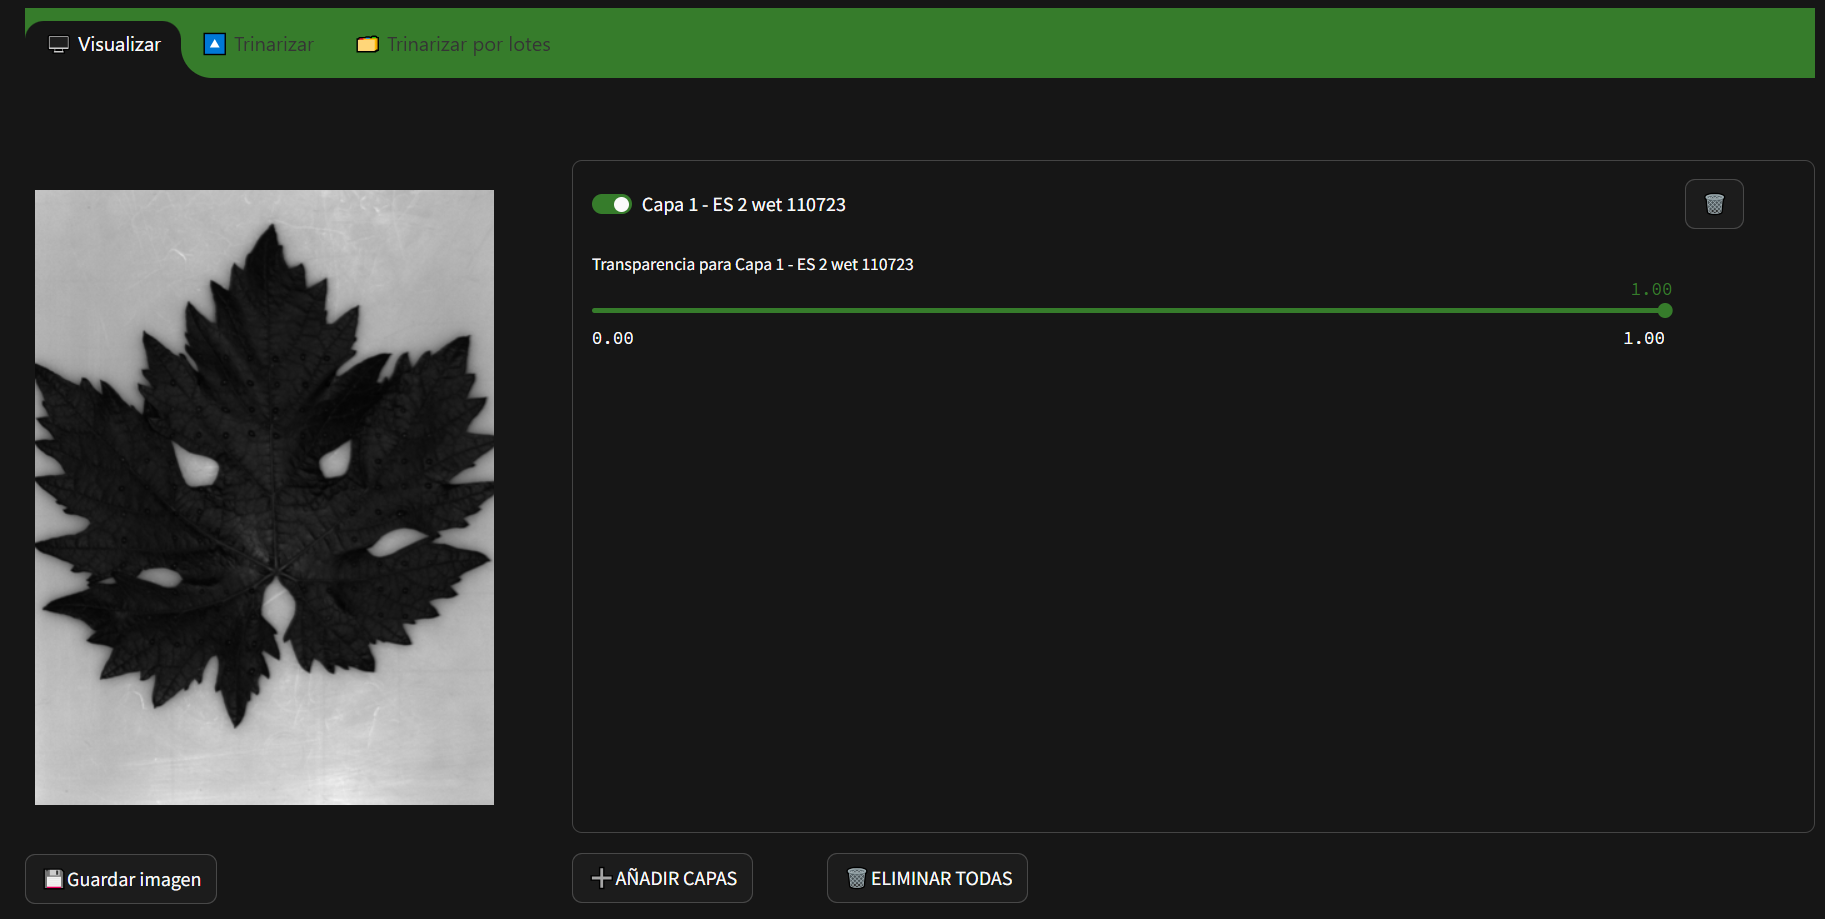 Visualizar
Trinarizar
Trinarizar por lotes
Capa 1 - ES 2 wet 110723
Transparencia para Capa 1 - ES 2 wet 110723
1.00
0.00
1.00
Guardar imagen
AÑADIR CAPAS
ELIMINAR TODAS